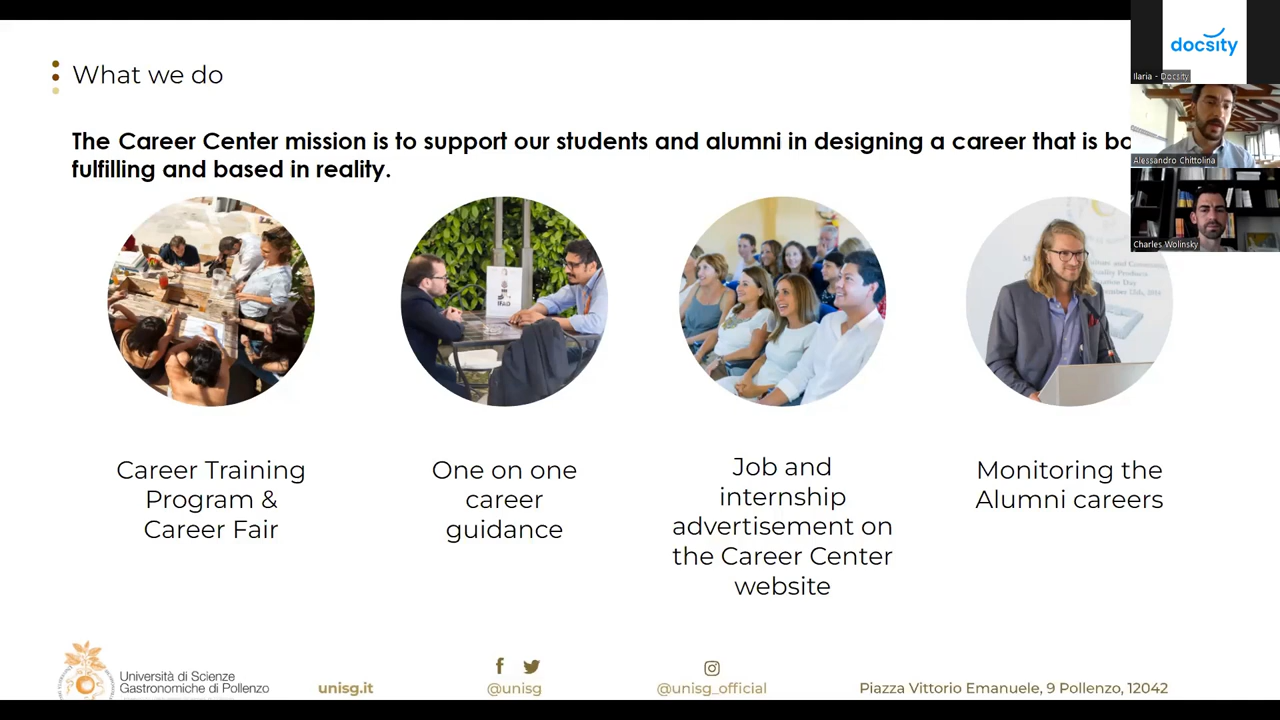 What we do
The Career Center mission is to support our students and alumni in designing a career that is bo
fulfilling and based in reality.
docsity
Ilaria - Docsity
Alessandro Chittolina
Charles Wolinsky
Career Training
Program &
Career Fair
One on one
career
guidance
Job and
internship
advertisement on
the Career Center
website
Monitoring the
Alumni careers
Università di Scienze
Gastronomiche di Pollenzo
unisg.it
@unisg
@unisg_official
Piazza Vittorio Emanuele, 9 Pollenzo, 12042